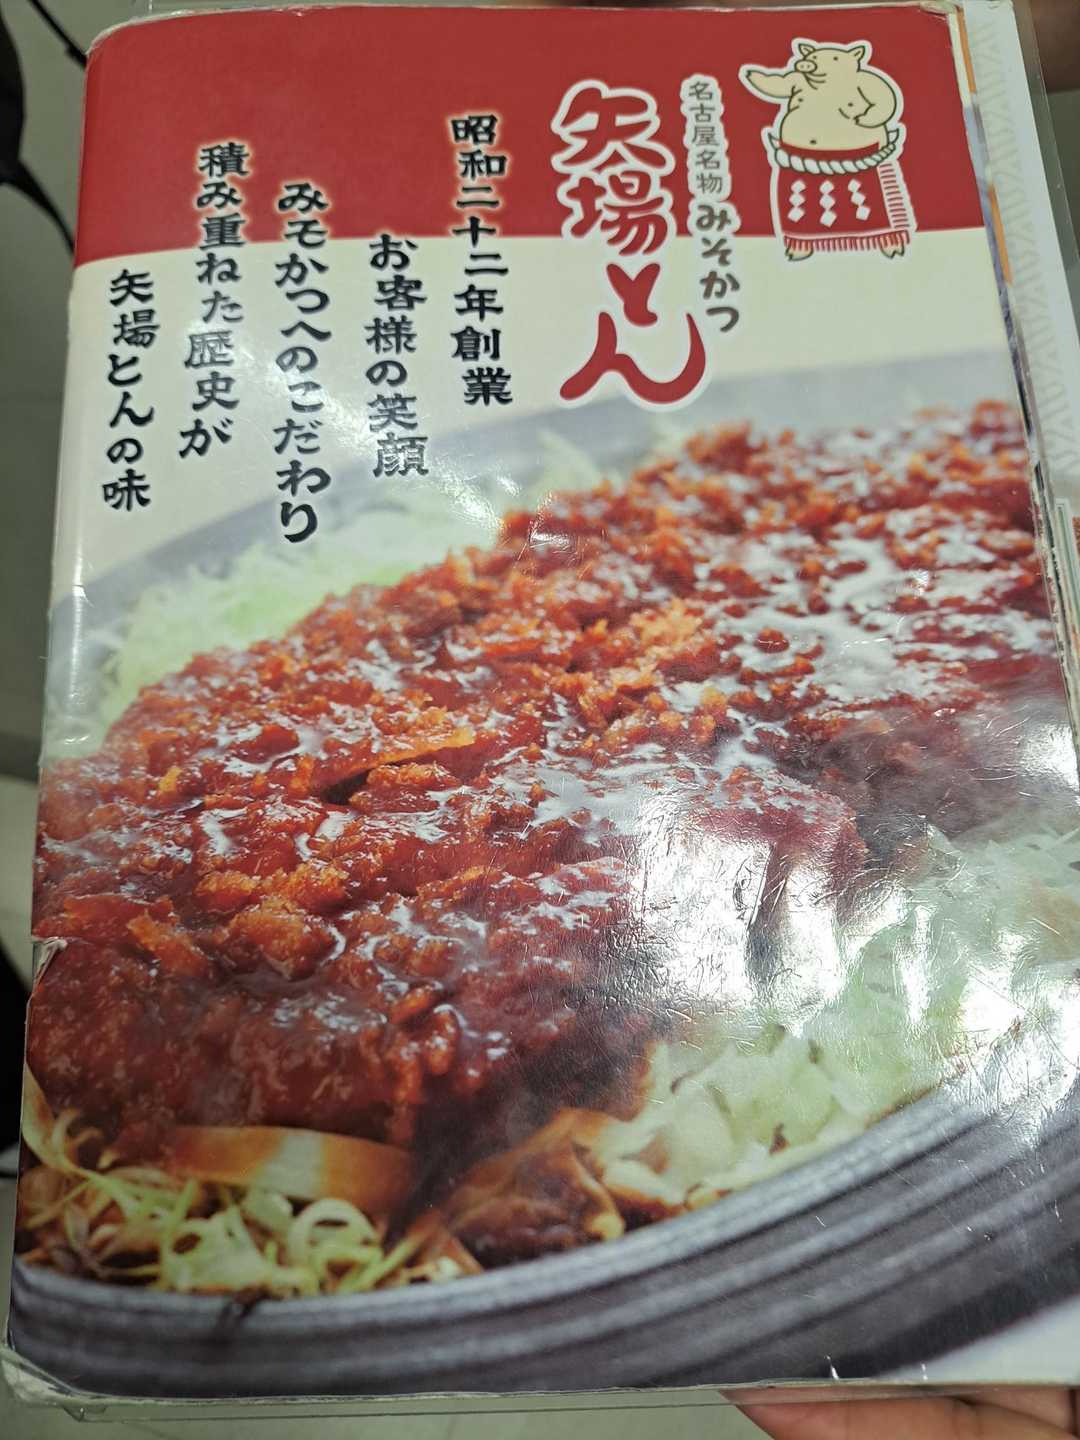 名古屋名物みそかつ
矢場とん
昭和二十二年創業
お客様の笑顔
みそかつへのこだわり
積み重ねた歴史が
矢場とんの味